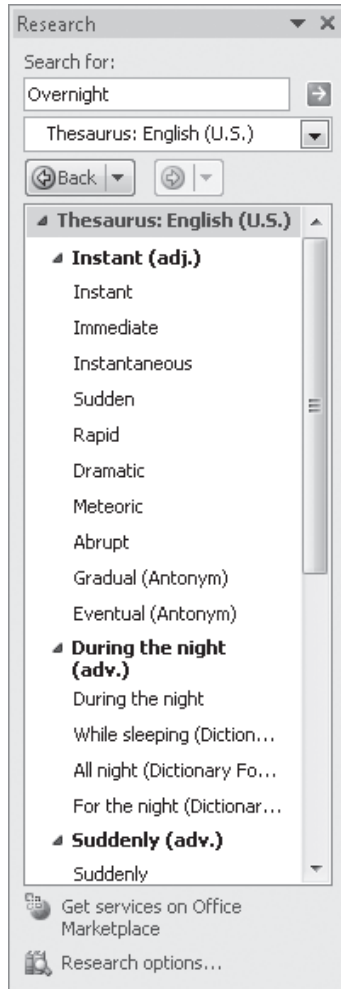 Research
Search for:
Overnight
Thesaurus: English (U.S.)
Back
Thesaurus: English (U.S.)
Instant (adj.)
Instant
Immediate
Instantaneous
Sudden
Rapid
Dramatic
Meteoric
Abrupt
Gradual (Antonym)
Eventual (Antonym)
During the night
(adv.)
During the night
While sleeping (Diction...
All night (Dictionary Fo...
For the night (Dictionar...
Suddenly (adv.)
Suddenly
Get services on Office
Marketplace
Research options...